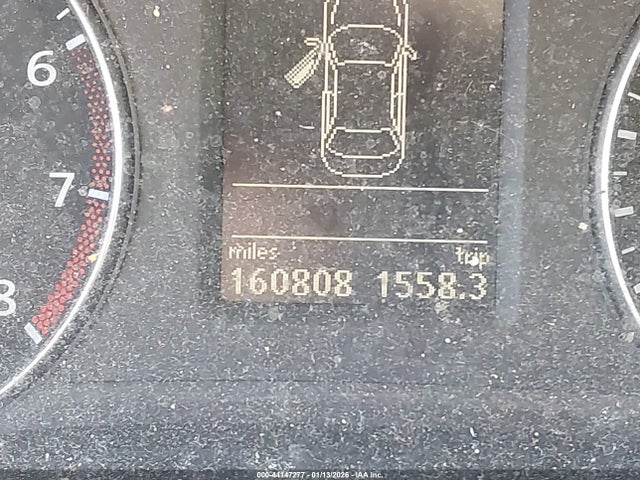 6
7
8
miles trip
160808 1558.3
000-44147277 - 01/13/2026 - IAA Inc.